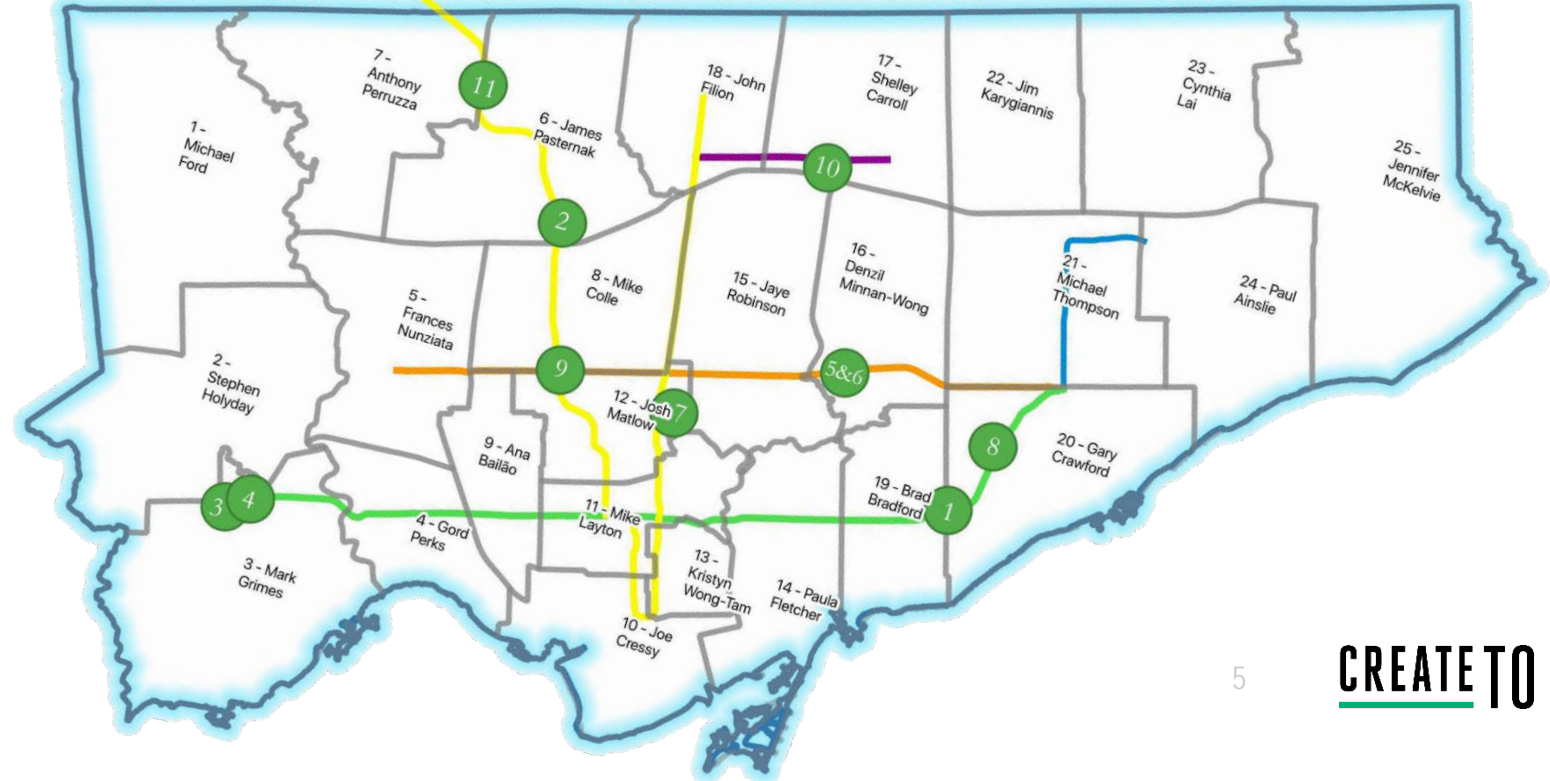 7 -
Anthony
Perruzza
11
18 - John
Filion
17 -
Shelley
Carroll
22 - Jim
Karygiannis
23 -
Cynthia
Lai
1 -
Michael
Ford
6 - James
Pasternak
10
25 -
Jennifer
McKelvie
2
5 -
Frances
Nunziata
8 - Mike
Colle
15 - Jaye
Robinson
16 -
Denzil
Minnan-Wong
21 -
Michael
Thompson
24 - Paul
Ainslie
2 -
Stephen
Holyday
9
5&6
12 - Josh
Matlow
7
9 - Ana
Bailão
8
20 - Gary
Crawford
3
4
4 - Gord
Perks
11 - Mike
Layton
19 - Brad
Bradford
1
3 - Mark
Grimes
13 -
Kristyn
Wong-Tam
14 - Paula
Fletcher
10 - Joe
Cressy
5
CREATE TO